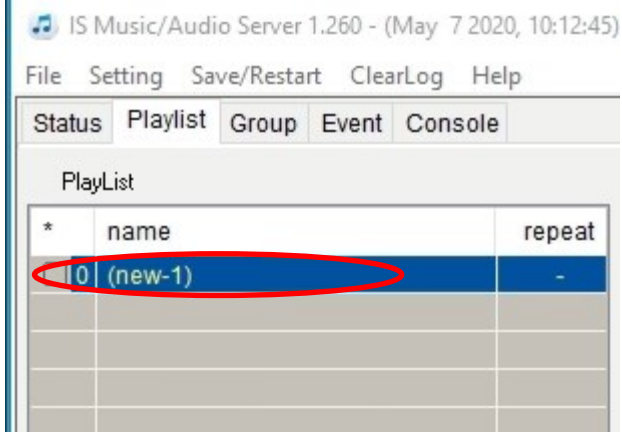 IS Music/Audio Server 1.260 - (May 7 2020, 10:12:45)
File Setting Save/Restart ClearLog Help
Status Playlist Group Event Console
PlayList
* name repeat
0 (new-1) -